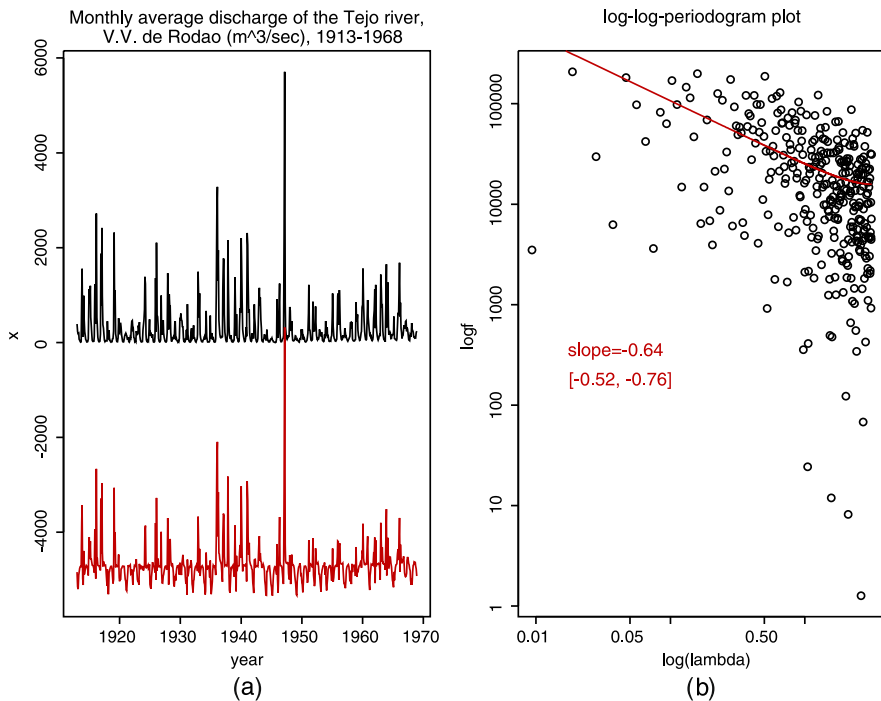 Monthly average discharge of the Tejo river,
V.V. de Rodao (m^3/sec), 1913-1968
x
6000
4000
2000
0
-2000
-4000
1920 1930 1940 1950 1960 1970
year
(a)
log-log-periodogram plot
logf
100000
10000
1000
100
10
1
slope=-0.64
[-0.52, -0.76]
0.01 0.05 0.50
log(lambda)
(b)